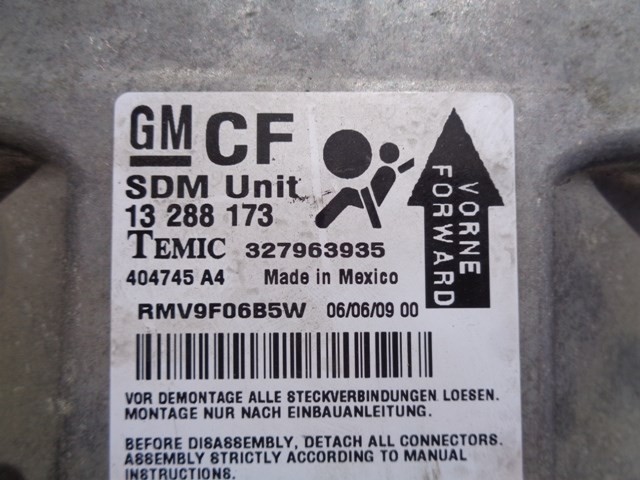 GM CF
SDM Unit
13 288 173
TEMIC 327963935
404745 A4 Made in Mexico
RMV9F06B5W 06/06/09 00
VORNE
FORWARD
VOR DEMONTAGE ALLE STECKVERBINDUNGEN LOESEN.
MONTAGE NUR NACH EINBAUANLEITUNG.
BEFORE DISASSEMBLY, DETACH ALL CONNECTORS.
ASSEMBLY STRICTLY ACCORDING TO MANUAL
INSTRUCTIONS.